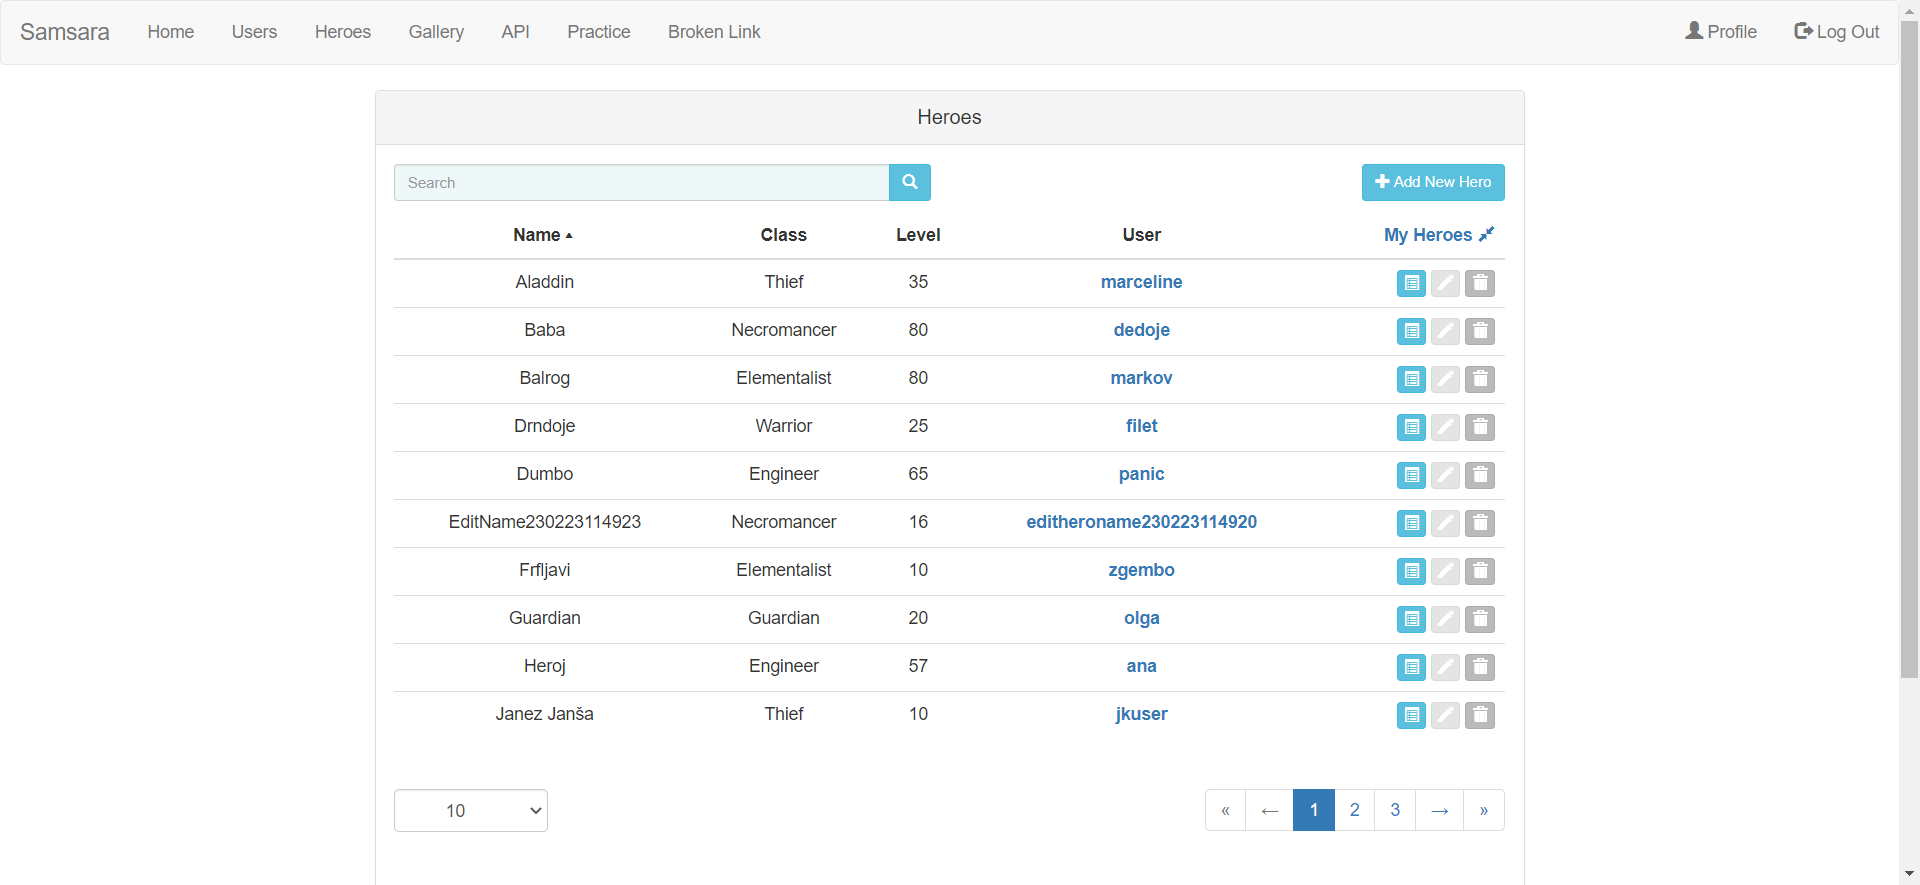 Samsara Home Users Heroes Gallery API Practice Broken Link Profile Log Out
Heroes
Search Add New Hero
Name Class Level User My Heroes
Aladdin Thief 35 marceline
Baba Necromancer 80 dedoje
Balrog Elementalist 80 markov
Drndoje Warrior 25 filet
Dumbo Engineer 65 panic
EditName230223114923 Necromancer 16 editheroname230223114920
Frfljavi Elementalist 10 zgembo
Guardian Guardian 20 olga
Heroj Engineer 57 ana
Janez Janša Thief 10 jkuser
10 « ← 1 2 3 → »